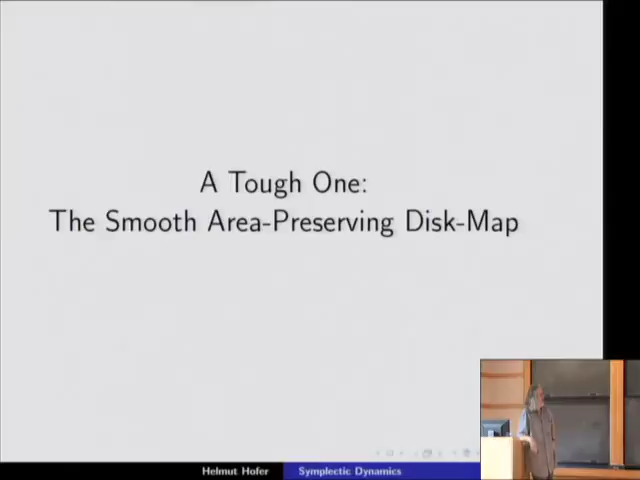 A Tough One:
The Smooth Area-Preserving Disk-Map
Helmut Hofer
Symplectic Dynamics